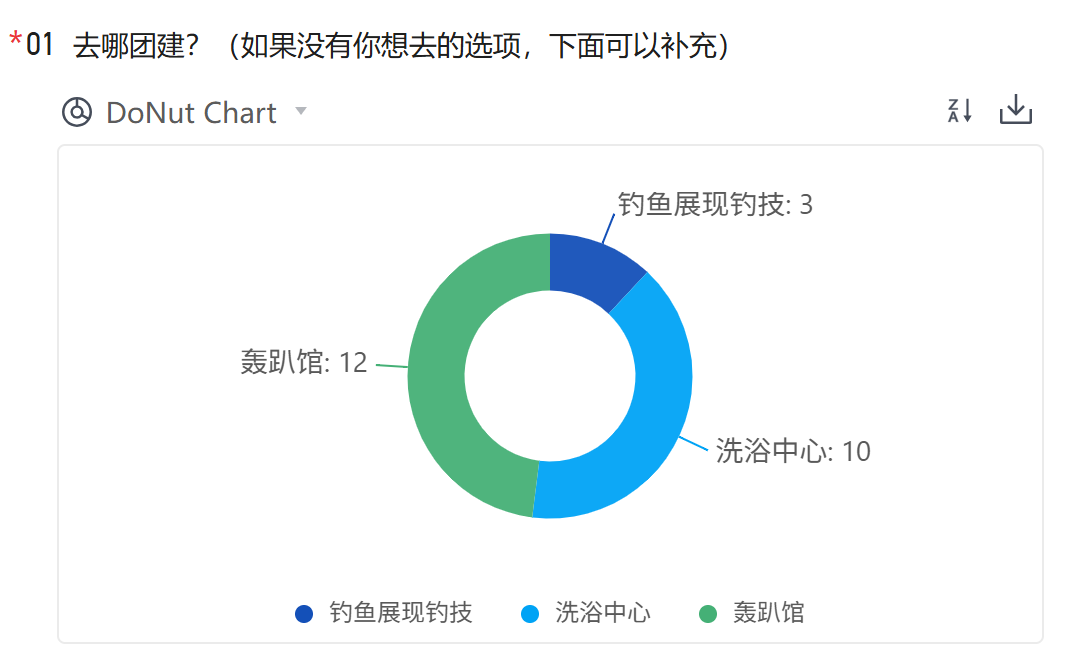 *01 去哪团建？（如果没有你想去的选项，下面可以补充）
DoNut Chart
ZA
钓鱼展现钓技: 3
轰趴馆: 12
洗浴中心: 10
钓鱼展现钓技 洗浴中心 轰趴馆